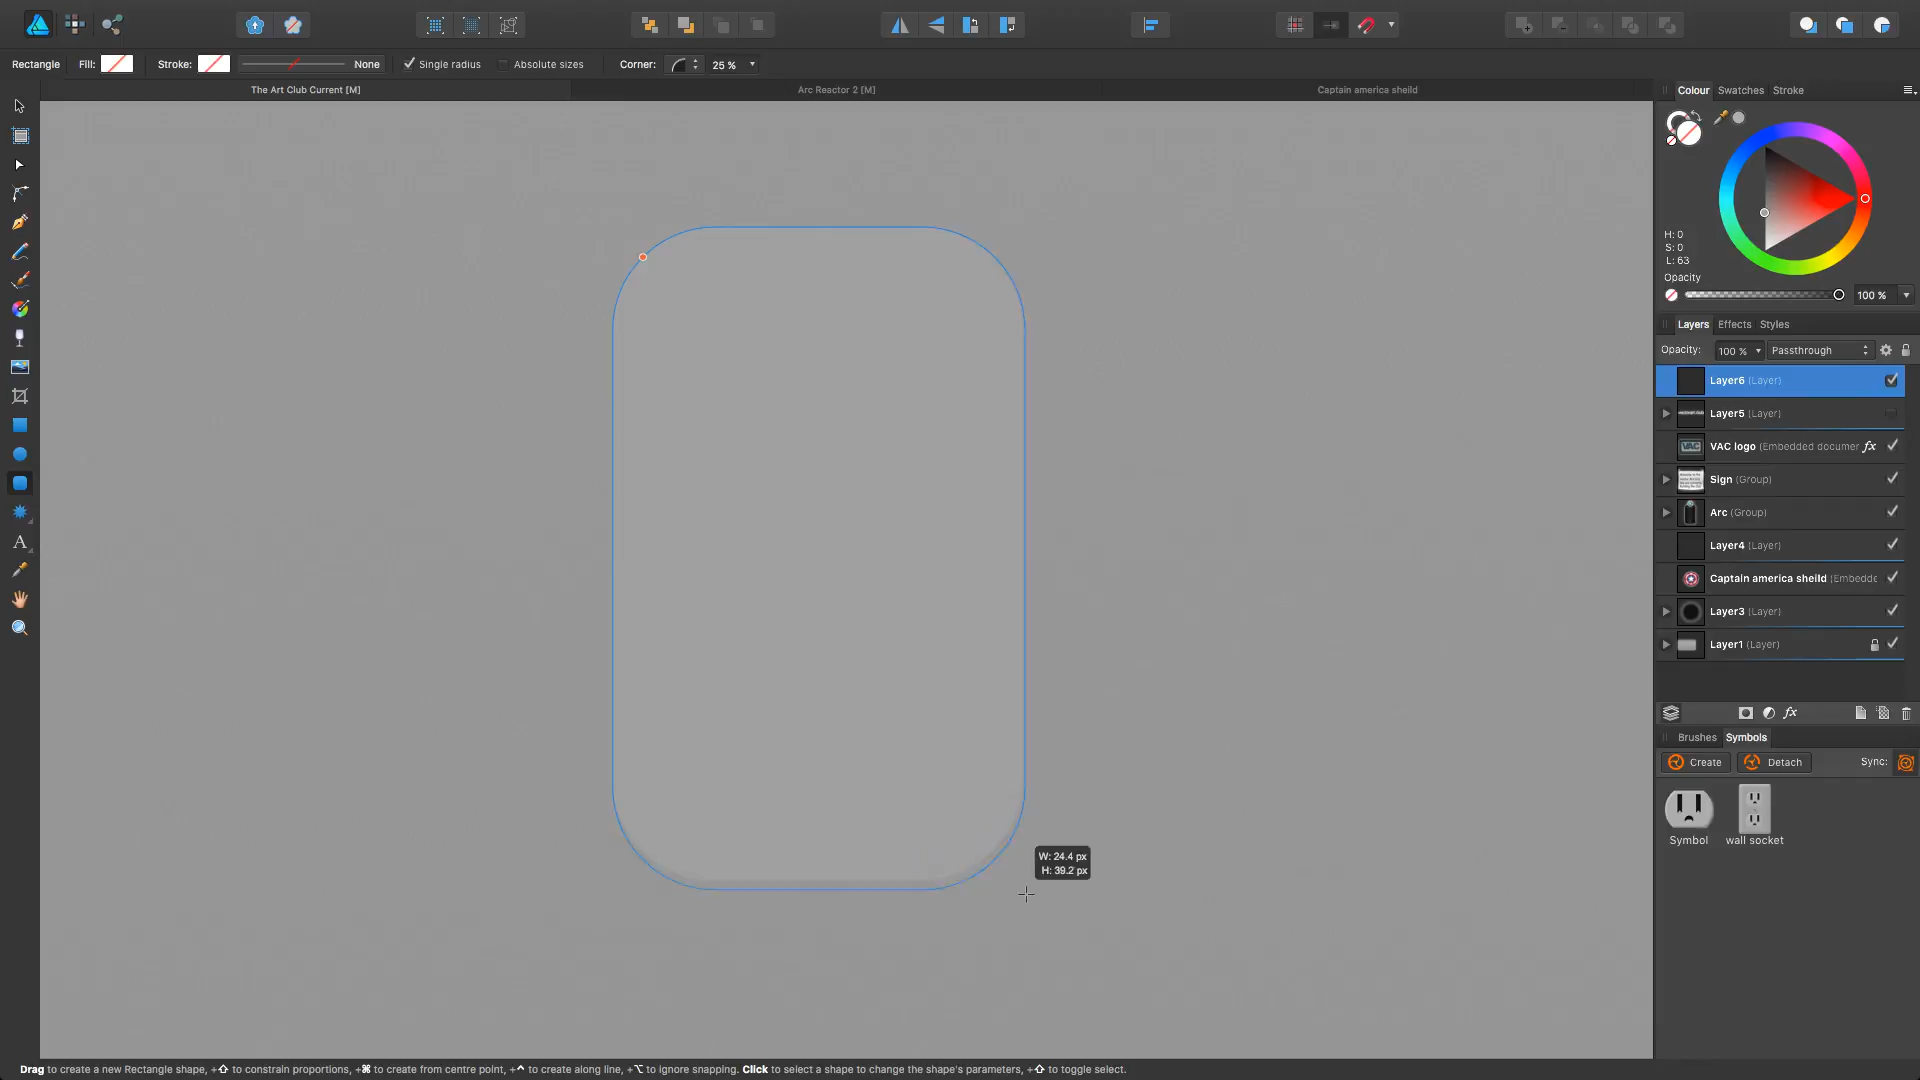 Rectangle Fill: Stroke: None Single radius Absolute sizes Corner: 25 %
The Art Club Current [M] Arc Reactor 2 [M] Captain america sheild
Colour Swatches Stroke
H: 0
S: 0
L: 63
Opacity
100 %
Layers Effects Styles
Opacity: 100 % Passthrough
Layer6 (Layer)
Layer5 (Layer)
VAC logo (Embedded documer fx
Sign (Group)
Arc (Group)
Layer4 (Layer)
Captain america sheild (Embedde
Layer3 (Layer)
Layer1 (Layer)
fx
Brushes Symbols
Create Detach Sync:
Symbol wall socket
W: 24.4 px
H: 39.2 px
A
Drag to create a new Rectangle shape, +⇧ to constrain proportions, +⌘ to create from centre point, +^ to create along line, +⌥ to ignore snapping. Click to select a shape to change the shape's parameters, +⇧ to toggle select.